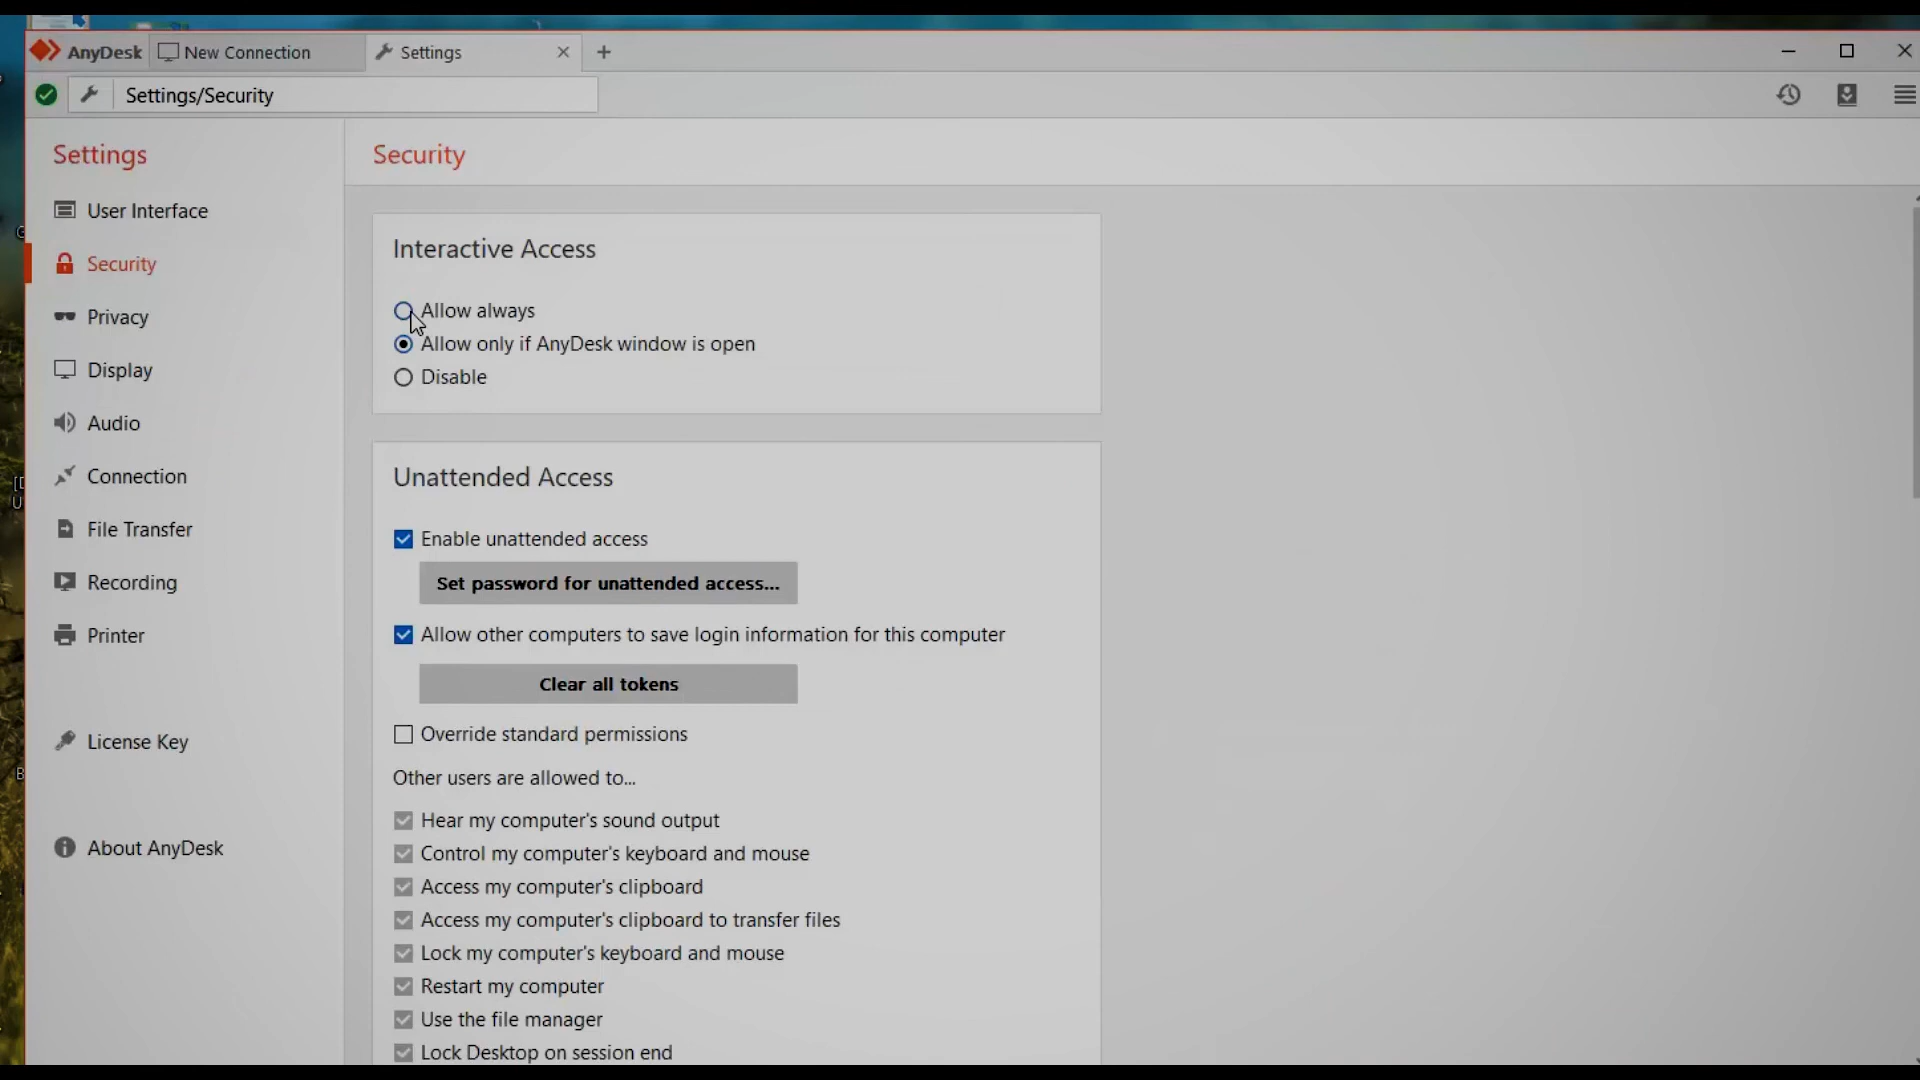 AnyDesk
New Connection
Settings
Settings/Security
Settings
User Interface
Security
Privacy
Display
Audio
Connection
File Transfer
Recording
Printer
License Key
About AnyDesk
Security
Interactive Access
Allow always
Allow only if AnyDesk window is open
Disable
Unattended Access
Enable unattended access
Set password for unattended access...
Allow other computers to save login information for this computer
Clear all tokens
Override standard permissions
Other users are allowed to...
Hear my computer's sound output
Control my computer's keyboard and mouse
Access my computer's clipboard
Access my computer's clipboard to transfer files
Lock my computer's keyboard and mouse
Restart my computer
Use the file manager
Lock Desktop on session end